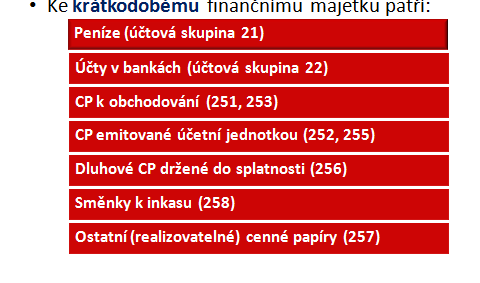 • Ke krátkodobému finančnímu majetku patří:
Peníze (účtová skupina 21)
Účty v bankách (účtová skupina 22)
CP k obchodování (251, 253)
CP emitované účetní jednotkou (252, 255)
Dluhové CP držené do splatnosti (256)
Směnky k inkasu (258)
Ostatní (realizovatelné) cenné papíry (257)